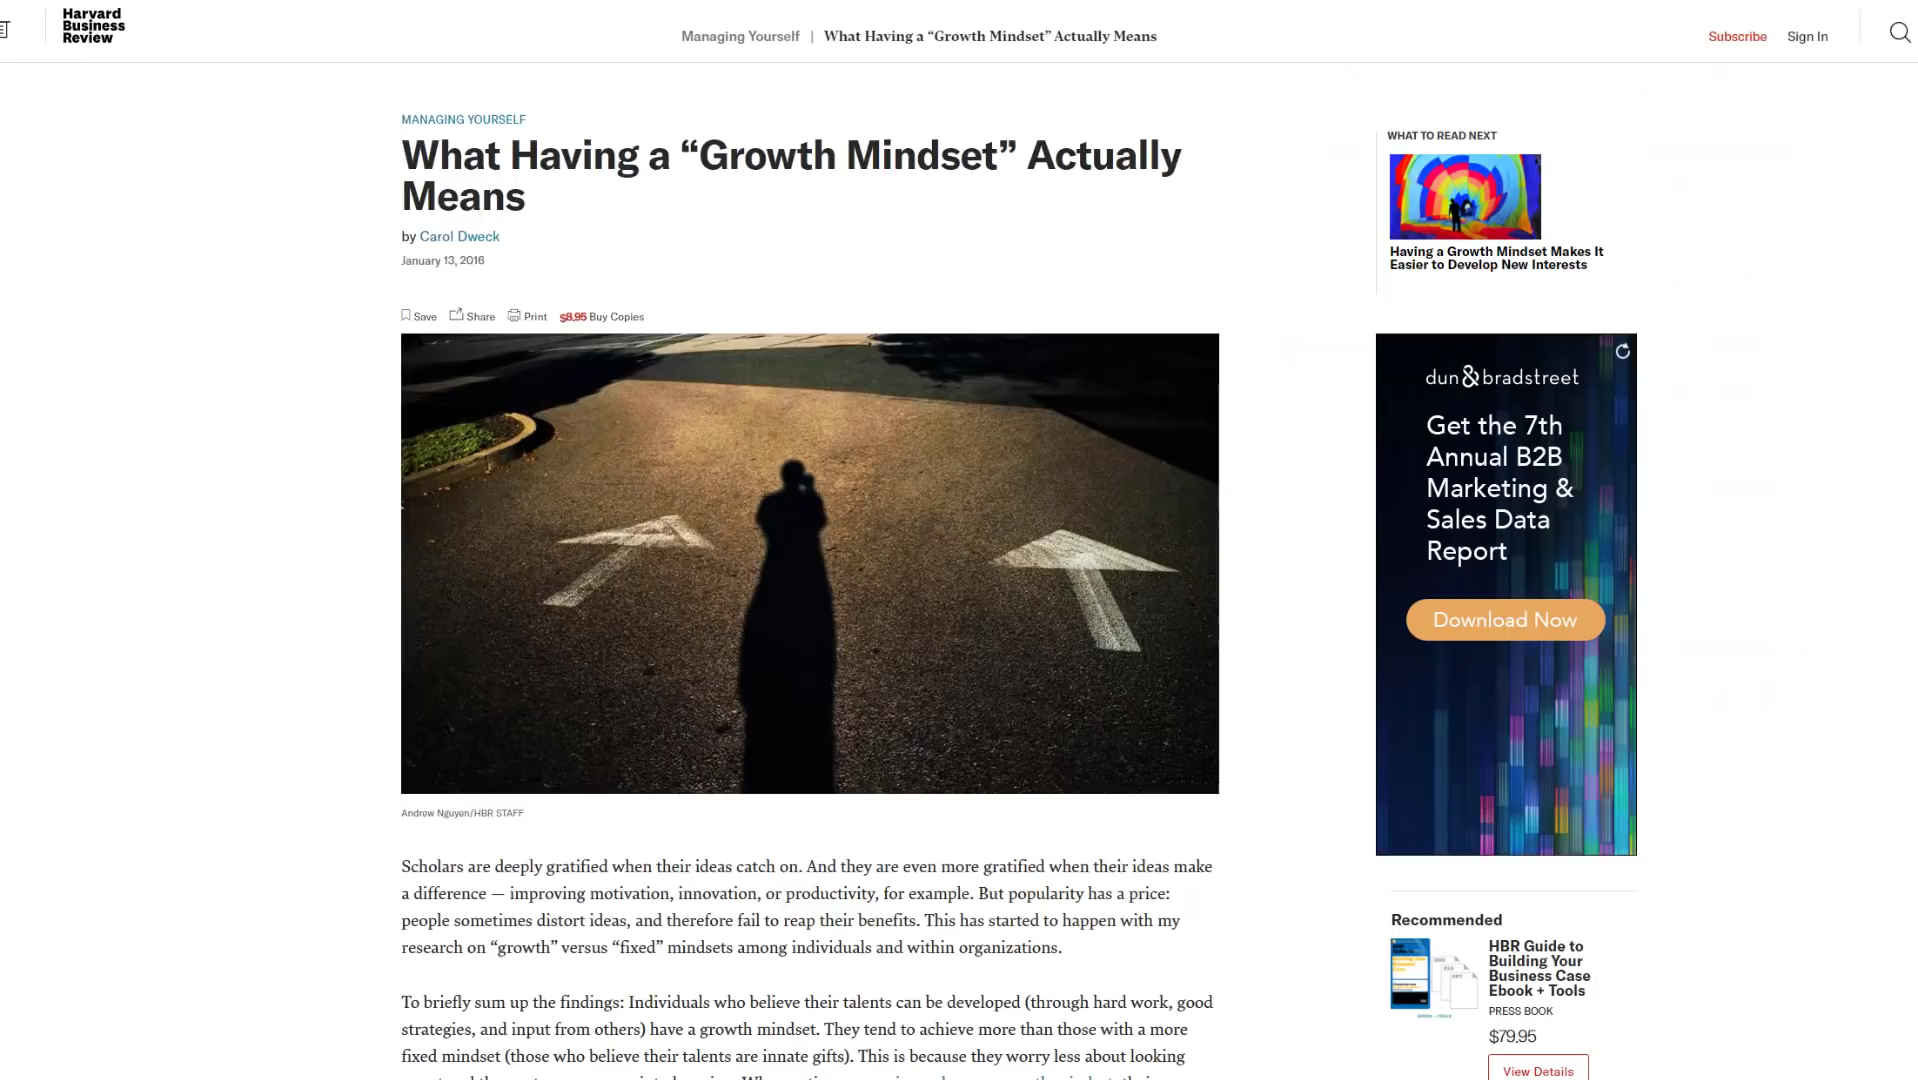 Harvard
Business
Review
Managing Yourself | What Having a “Growth Mindset” Actually Means
Subscribe
Sign In
MANAGING YOURSELF
What Having a “Growth Mindset” Actually
Means
by Carol Dweck
January 13, 2016
Save Share Print $8.95 Buy Copies
Andrew Nguyen/HBR STAFF
Scholars are deeply gratified when their ideas catch on. And they are even more gratified when their ideas make
a difference — improving motivation, innovation, or productivity, for example. But popularity has a price:
people sometimes distort ideas, and therefore fail to reap their benefits. This has started to happen with my
research on “growth” versus “fixed” mindsets among individuals and within organizations.
To briefly sum up the findings: Individuals who believe their talents can be developed (through hard work, good
strategies, and input from others) have a growth mindset. They tend to achieve more than those with a more
fixed mindset (those who believe their talents are innate gifts). This is because they worry less about looking
WHAT TO READ NEXT
Having a Growth Mindset Makes It
Easier to Develop New Interests
dun & bradstreet
Get the 7th
Annual B2B
Marketing &
Sales Data
Report
Download Now
Recommended
HBR Guide to
Building Your
Business Case
Ebook + Tools
PRESS BOOK
$79.95
View Details